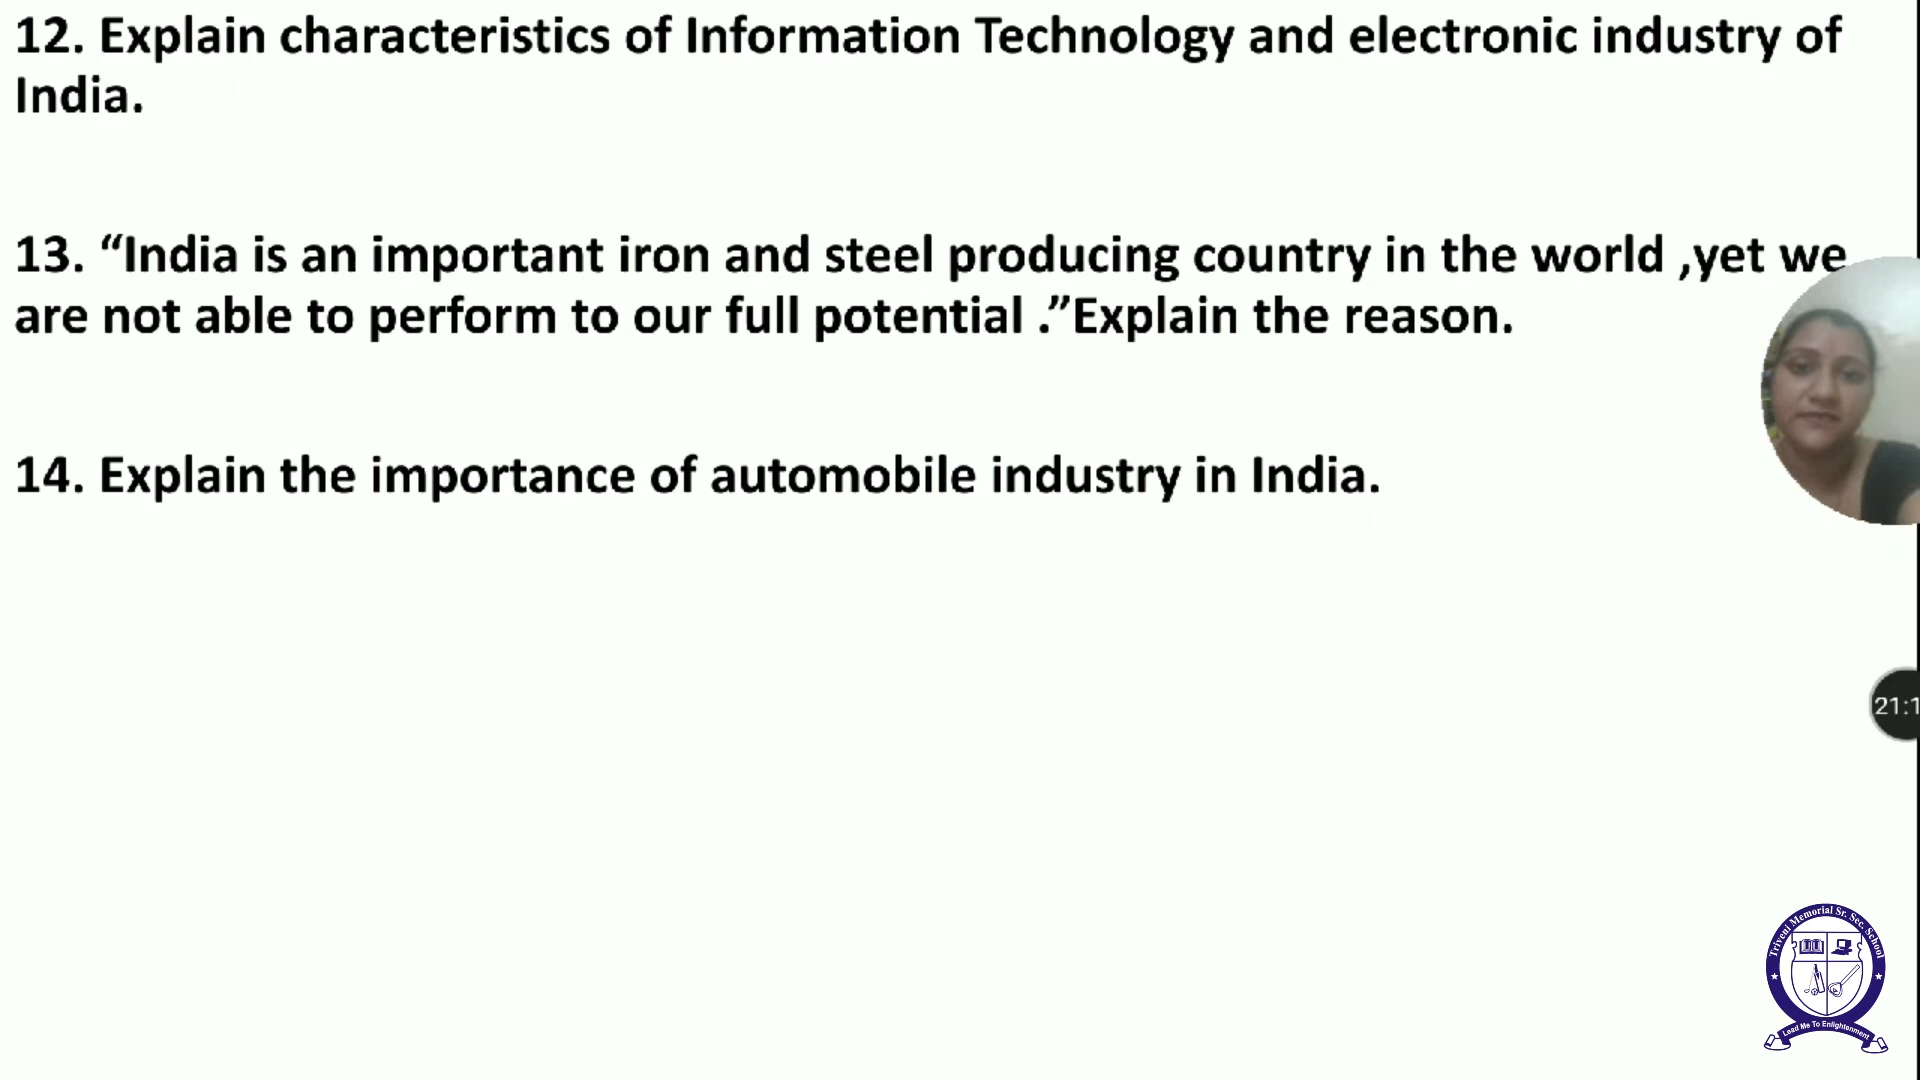 12. Explain characteristics of Information Technology and electronic industry of
India.
13. “India is an important iron and steel producing country in the world ,yet we
are not able to perform to our full potential .”Explain the reason.
14. Explain the importance of automobile industry in India.
21:1
Triveni Memorial Sr. Sec. School
Lead Me To Enlightenment